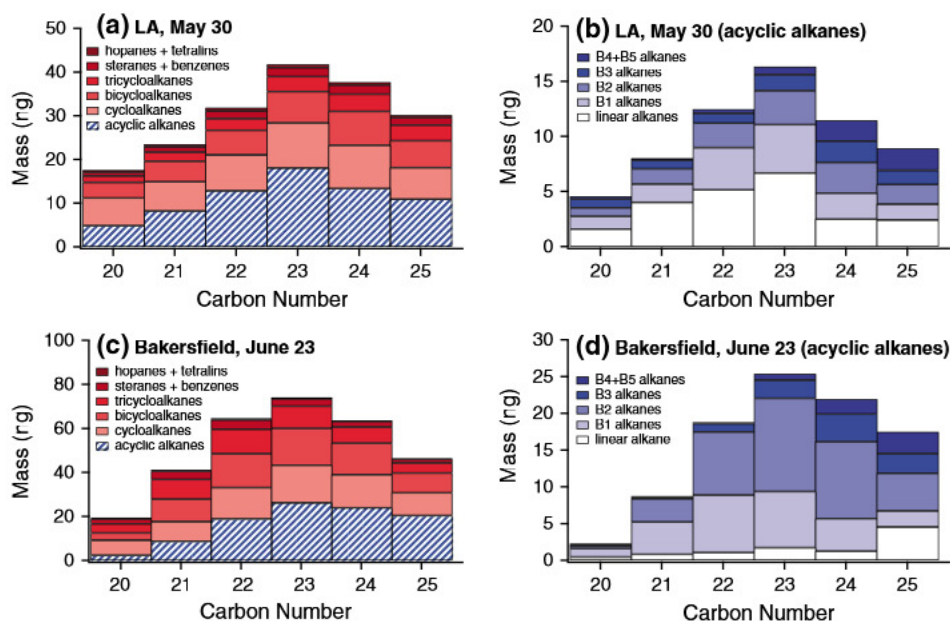 (a) LA, May 30
50
40
30
20
10
0
Mass (ng)
hopanes + tetralins
steranes + benzenes
tricycloalkanes
bicycloalkanes
cycloalkanes
acyclic alkanes
20 21 22 23 24 25
Carbon Number
(b) LA, May 30 (acyclic alkanes)
20
15
10
5
0
Mass (ng)
B4+B5 alkanes
B3 alkanes
B2 alkanes
B1 alkanes
linear alkanes
20 21 22 23 24 25
Carbon Number
(c) Bakersfield, June 23
100
80
60
40
20
0
Mass (ng)
hopanes + tetralins
steranes + benzenes
tricycloalkanes
bicycloalkanes
cycloalkanes
acyclic alkanes
20 21 22 23 24 25
Carbon Number
(d) Bakersfield, June 23 (acyclic alkanes)
30
25
20
15
10
5
0
Mass (ng)
B4+B5 alkanes
B3 alkanes
B2 alkanes
B1 alkanes
linear alkane
20 21 22 23 24 25
Carbon Number